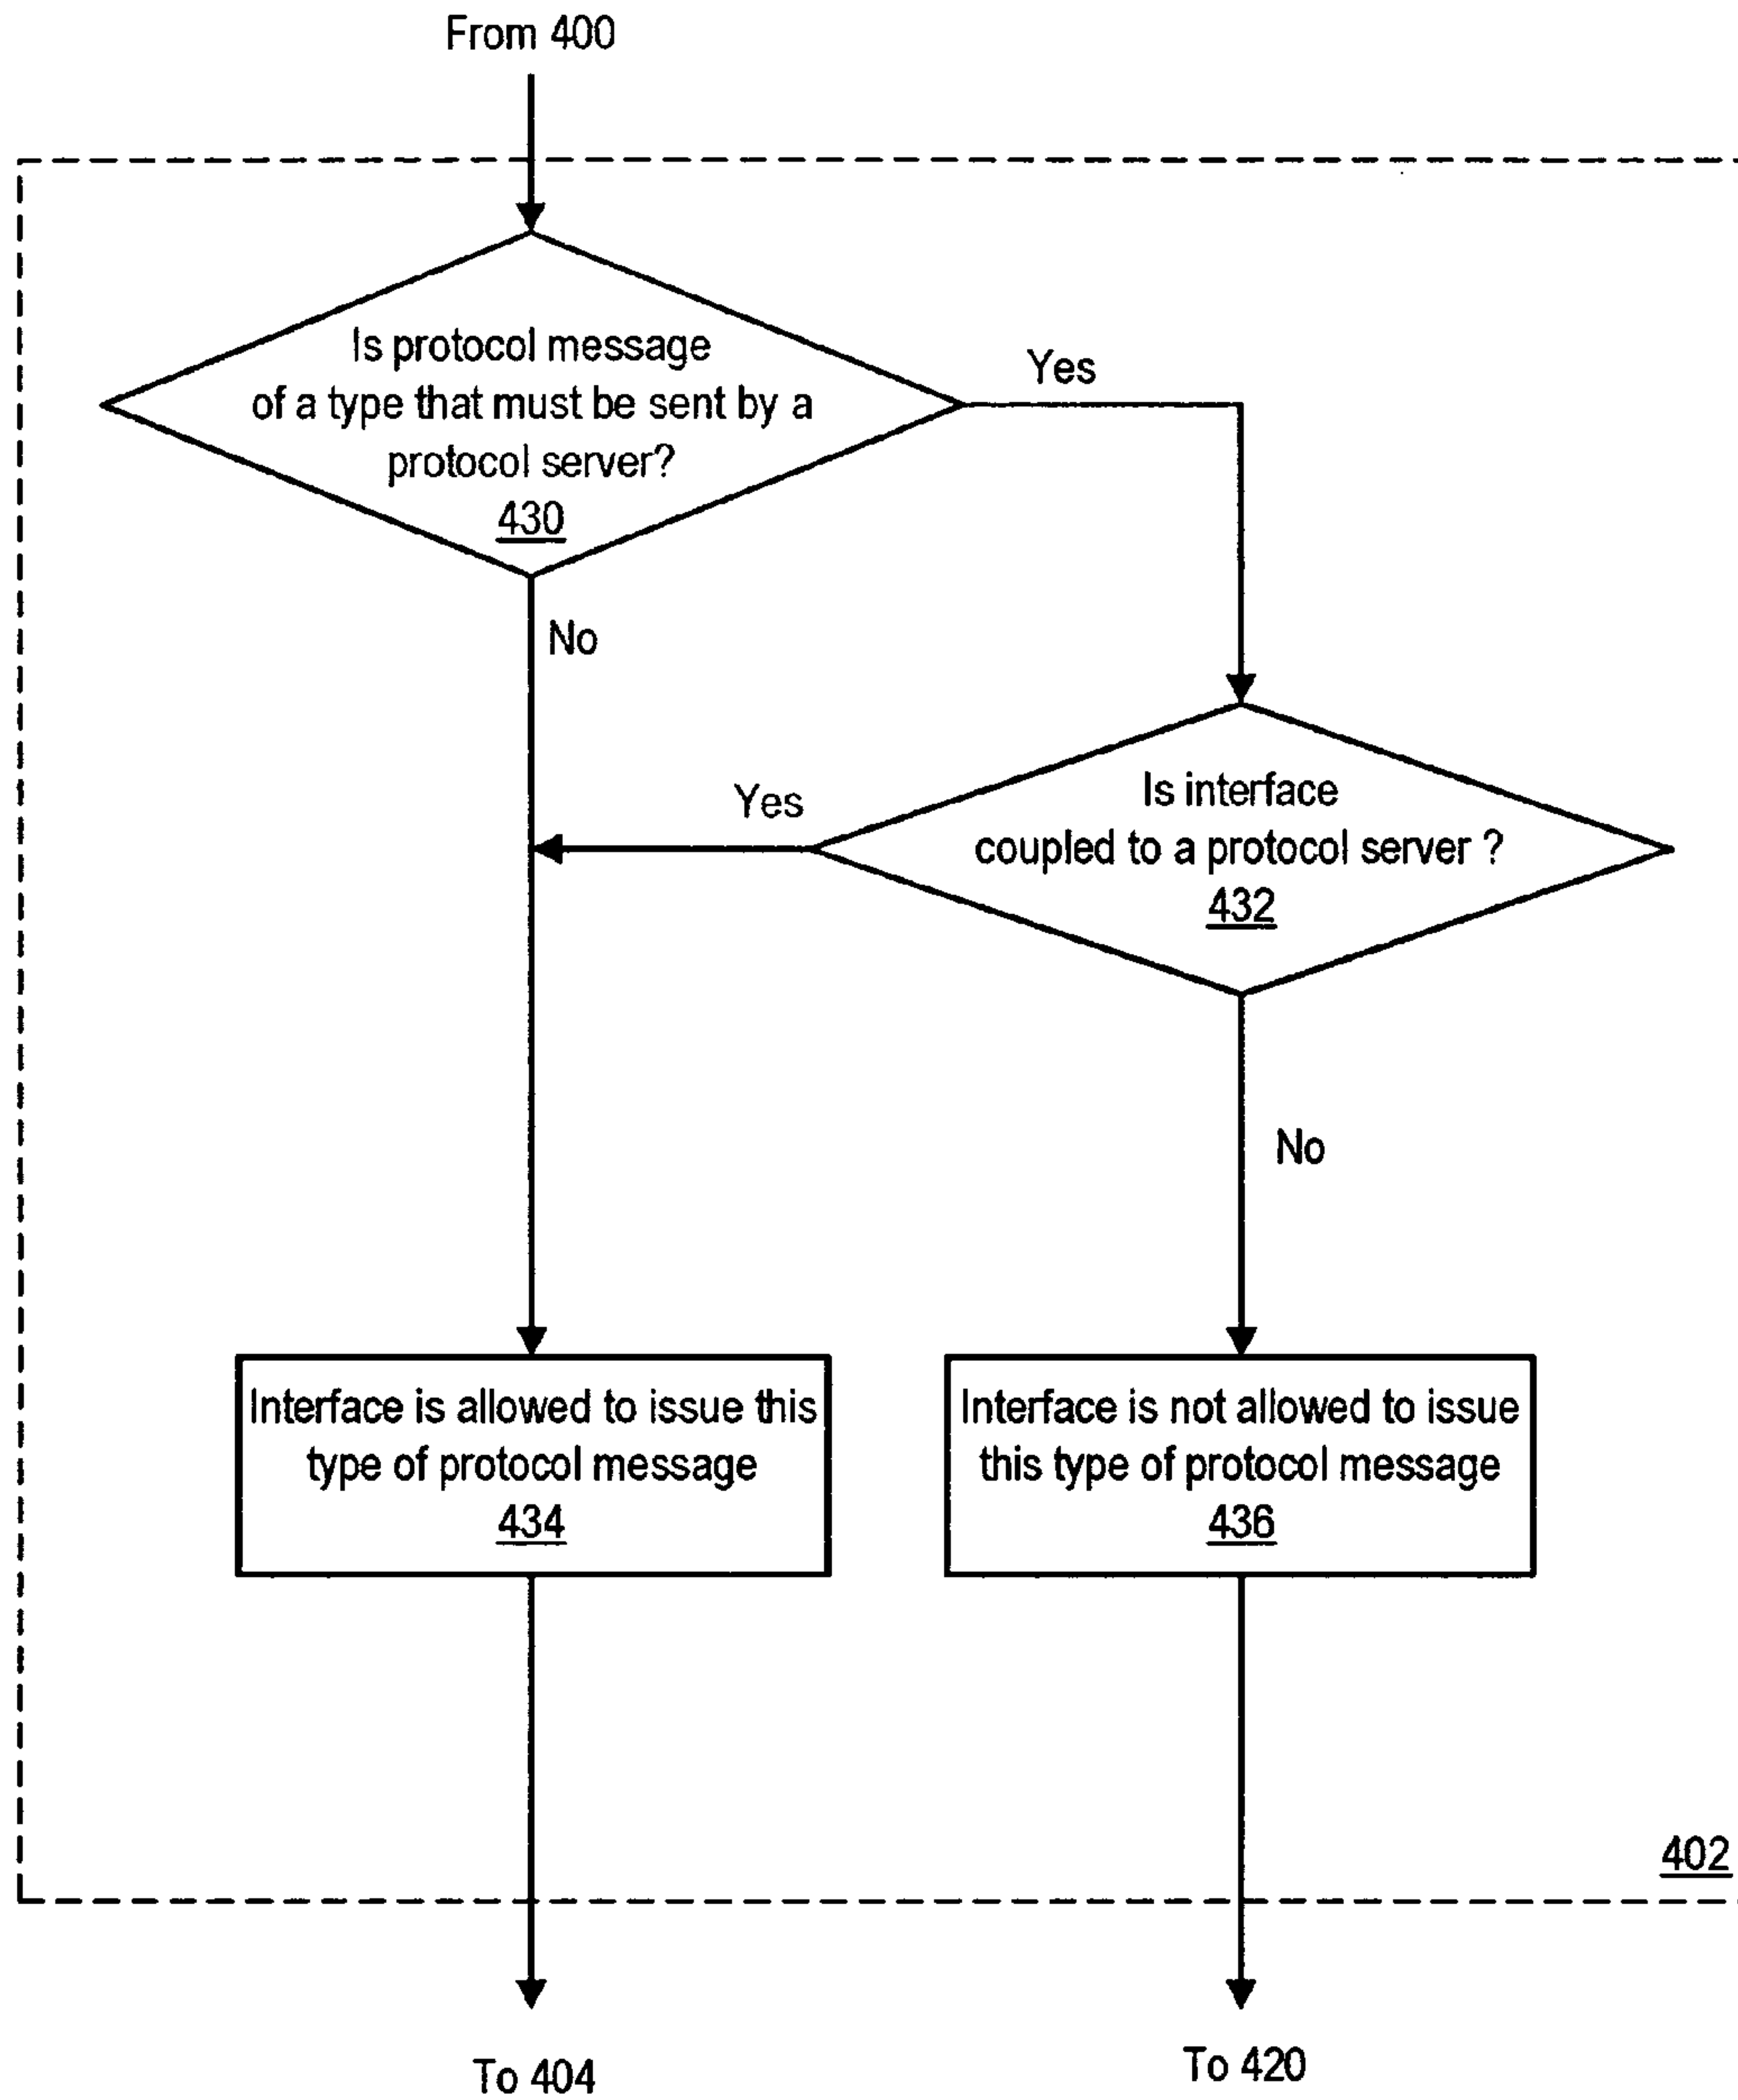 From 400
Is protocol message
of a type that must be sent by a
protocol server?
430
Yes
No
Is interface
coupled to a protocol server ?
432
Yes
No
Interface is allowed to issue this
type of protocol message
434
Interface is not allowed to issue
this type of protocol message
436
402
To 404
To 420